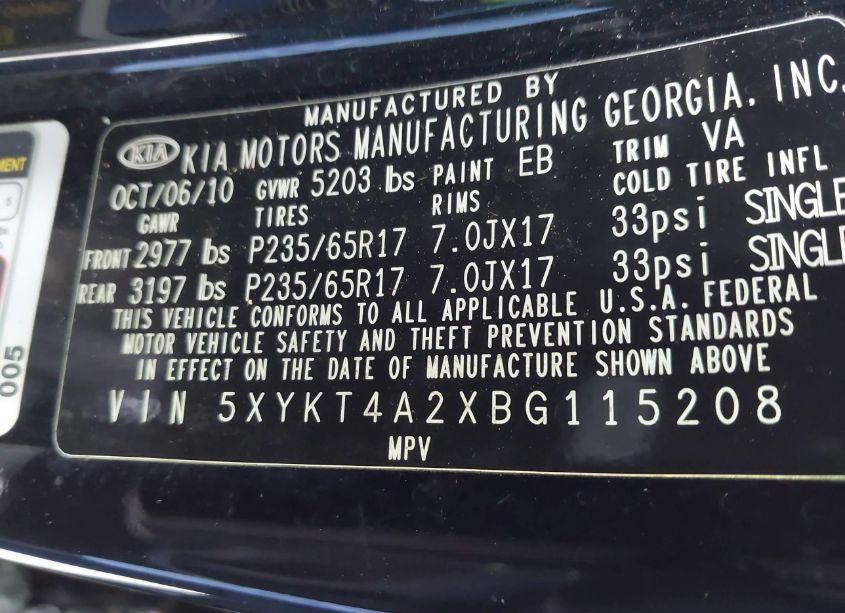 MANUFACTURED BY
KIA KIA MOTORS MANUFACTURING GEORGIA, INC.
OCT/06/10 GVWR 5203 lbs PAINT EB TRIM VA
GAWR TIRES RIMS COLD TIRE INFL
FRONT 2977 lbs P235/65R17 7.0JX17 33psi SINGLE
REAR 3197 lbs P235/65R17 7.0JX17 33psi SINGLE
THIS VEHICLE CONFORMS TO ALL APPLICABLE U.S.A. FEDERAL
MOTOR VEHICLE SAFETY AND THEFT PREVENTION STANDARDS
IN EFFECT ON THE DATE OF MANUFACTURE SHOWN ABOVE
VIN 5XYKT4A2XBG115208
MPV
005